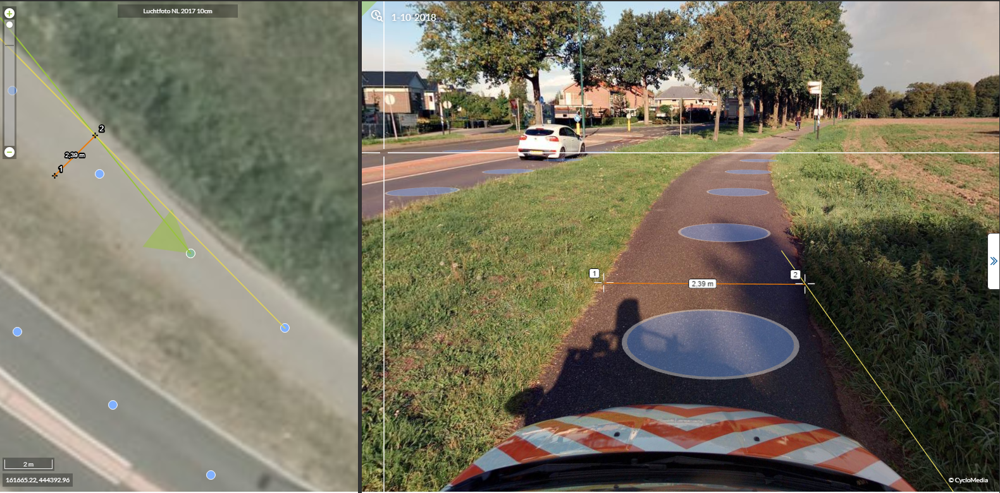 Luchtfoto NL 2017 10cm
2
2,39 m
1
2 m
161665.22, 444392.96
1-10-2018
1
2,39 m
2
© CycloMedia